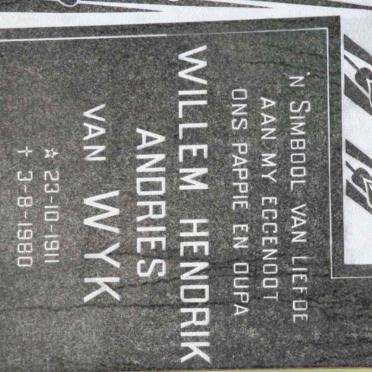 'n SIMBOOL VAN LIEFDE
AAN MY EGGENOOT
ONS PAPPIE EN OUPA
WILLEM HENDRIK
ANDRIES
VAN WYK
☆ 23-10-1911
† 3-8-1980